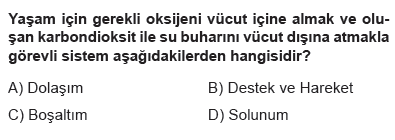 Yaşam için gerekli oksijeni vücut içine almak ve olu-
şan karbondioksit ile su buharını vücut dışına atmakla
görevli sistem aşağıdakilerden hangisidir?
A) Dolaşım B) Destek ve Hareket
C) Boşaltım D) Solunum